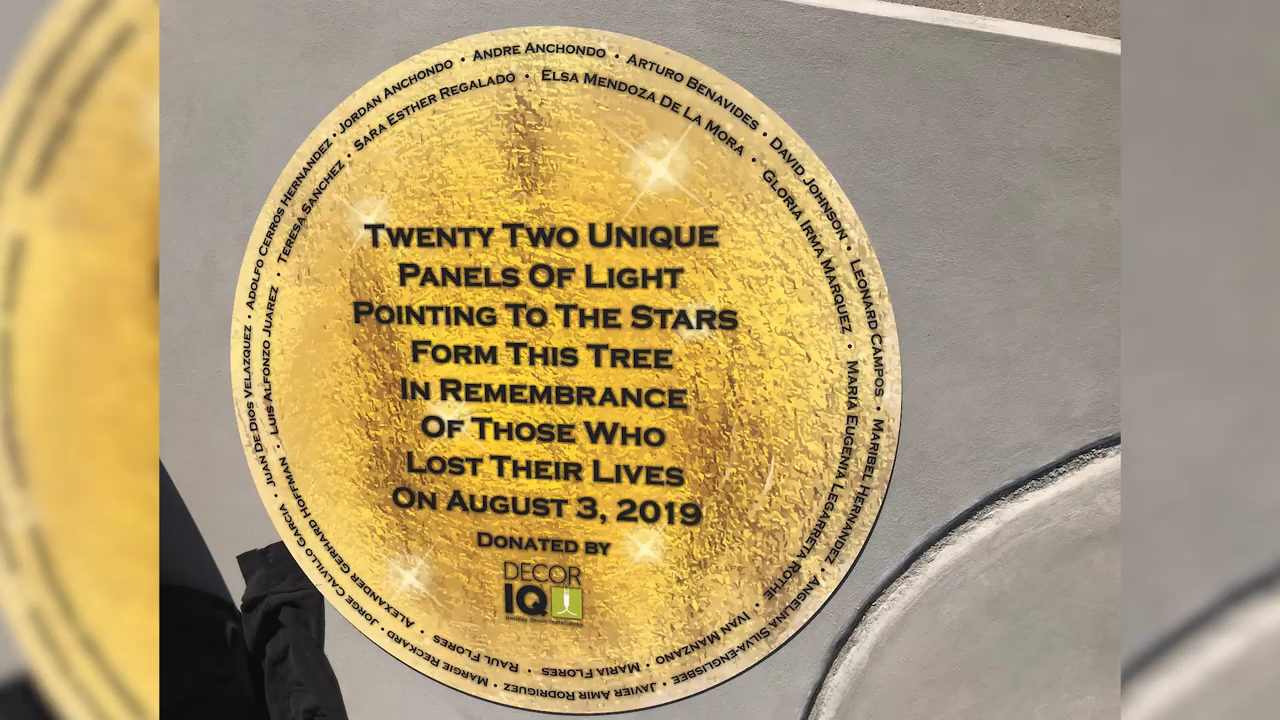 JORDAN ANCHONDO • ANDRE ANCHONDO • ARTURO BENAVIDES • DAVID JOHNSON • LEONARD CAMPOS • MARIBEL HERNANDEZ • ANGELINA SILVA-ENGLISBEE • JAVIER AMIR RODRIGUEZ • MARGIE RECKARD • JORGE CALVILLO GARCIA • JUAN DE DIOS VELAZQUEZ • ADOLFO CERROS HERNANDEZ •
SARA ESTHER REGALADO • ELSA MENDOZA DE LA MORA • GLORIA IRMA MARQUEZ • MARIA EUGENIA LEGARRETA ROTHE • IVAN MANZANO • MARIA FLORES • RAUL FLORES • ALEXANDER GERHARD HOFFMAN • LUIS ALFONZO JUAREZ • TERESA SANCHEZ •
TWENTY TWO UNIQUE
PANELS OF LIGHT
POINTING TO THE STARS
FORM THIS TREE
IN REMEMBRANCE
OF THOSE WHO
LOST THEIR LIVES
ON AUGUST 3, 2019
DONATED BY
DECOR
IQ
Holiday Decor Installation